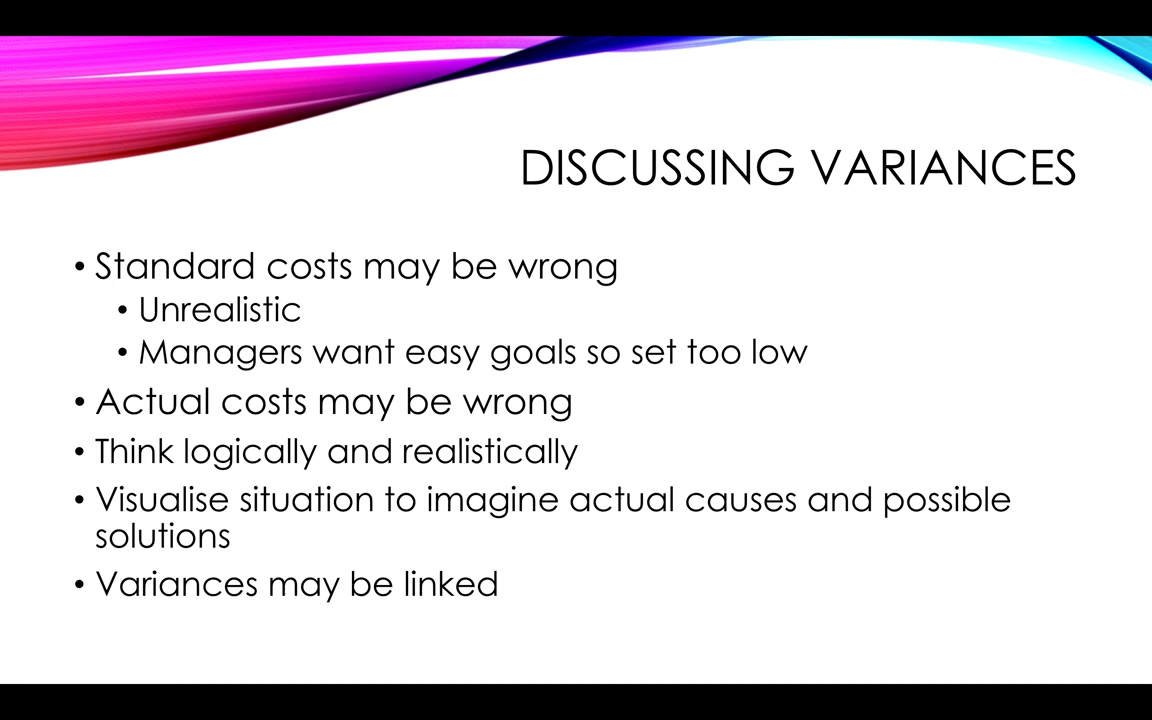 DISCUSSING VARIANCES
• Standard costs may be wrong
• Unrealistic
• Managers want easy goals so set too low
• Actual costs may be wrong
• Think logically and realistically
• Visualise situation to imagine actual causes and possible
solutions
• Variances may be linked